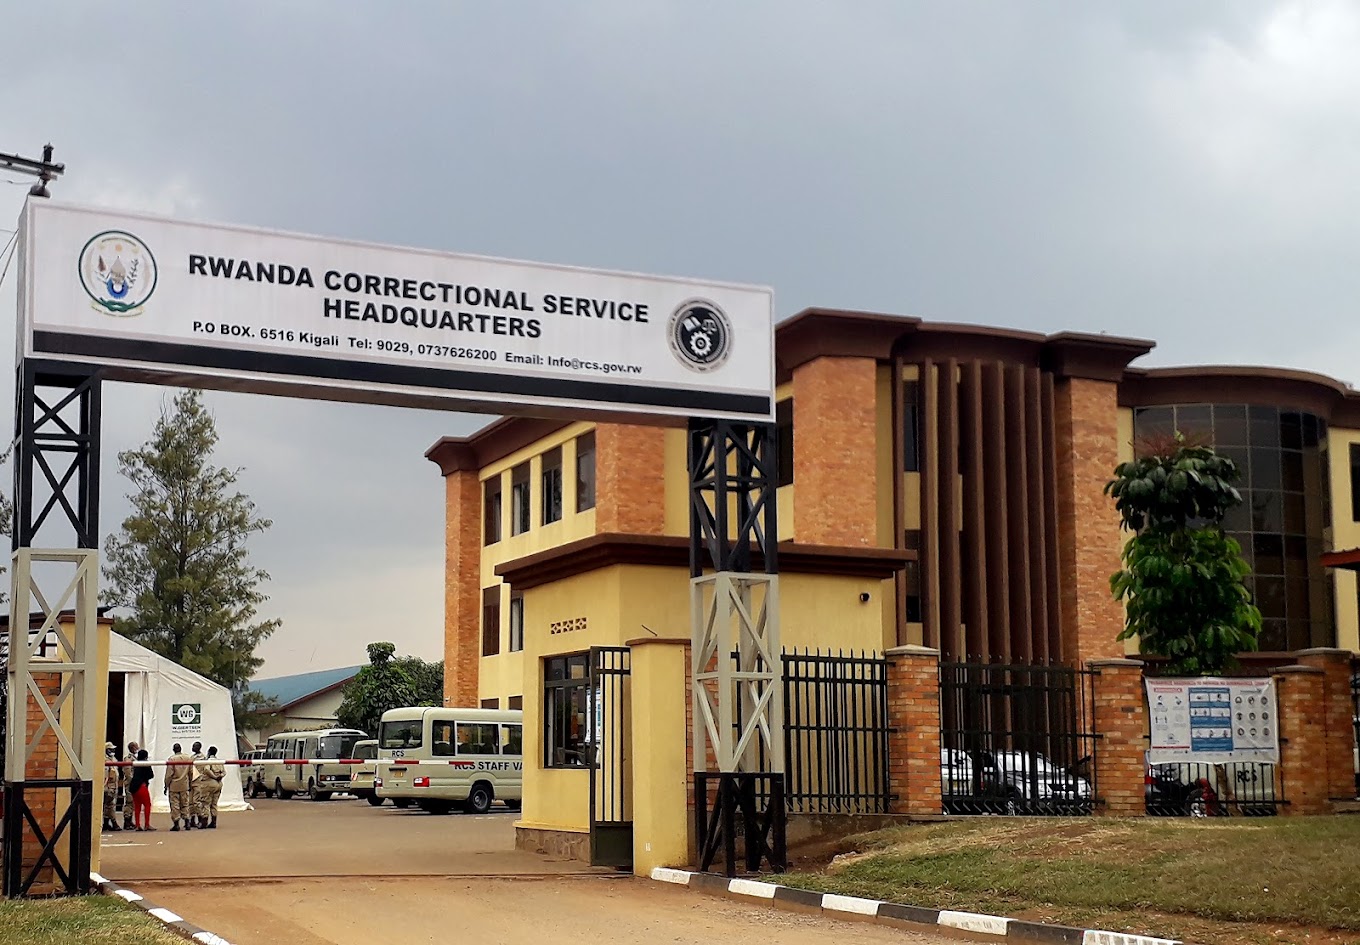 RWANDA CORRECTIONAL SERVICE
HEADQUARTERS
P.O BOX. 6516 Kigali Tel: 9029, 0737626200 Email: Info@rcs.gov.rw
WG
RCS
RCS STAFF VA
RCS